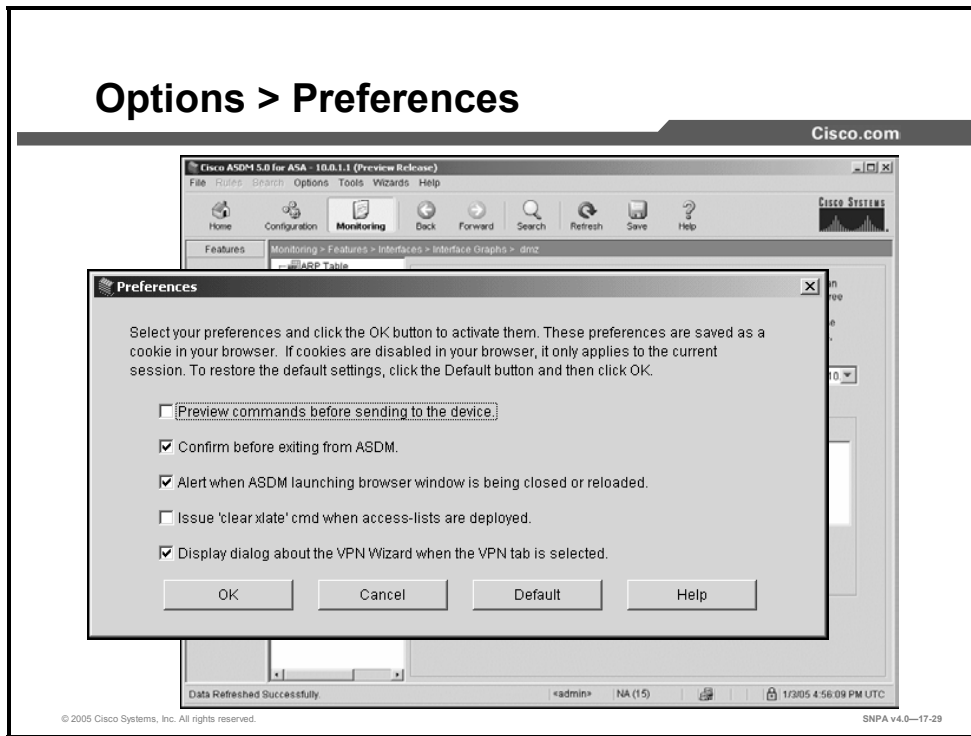 Options > Preferences
Cisco.com
Cisco ASDM 5.0 for ASA - 10.0.1.1 (Preview Release)
File Rules Search Options Tools Wizards Help
Home Configuration Monitoring Back Forward Search Refresh Save Help
CISCO SYSTEMS
Features
Monitoring > Features > Interfaces > Interface Graphs > dmz
ARP Table
Preferences
Select your preferences and click the OK button to activate them. These preferences are saved as a
cookie in your browser. If cookies are disabled in your browser, it only applies to the current
session. To restore the default settings, click the Default button and then click OK.
Preview commands before sending to the device.
Confirm before exiting from ASDM.
Alert when ASDM launching browser window is being closed or reloaded.
Issue 'clear xlate' cmd when access-lists are deployed.
Display dialog about the VPN Wizard when the VPN tab is selected.
OK Cancel Default Help
Data Refreshed Successfully. <admin> NA (15) 1/3/05 4:56:09 PM UTC
© 2005 Cisco Systems, Inc. All rights reserved.
SNPA v4.0—17-29